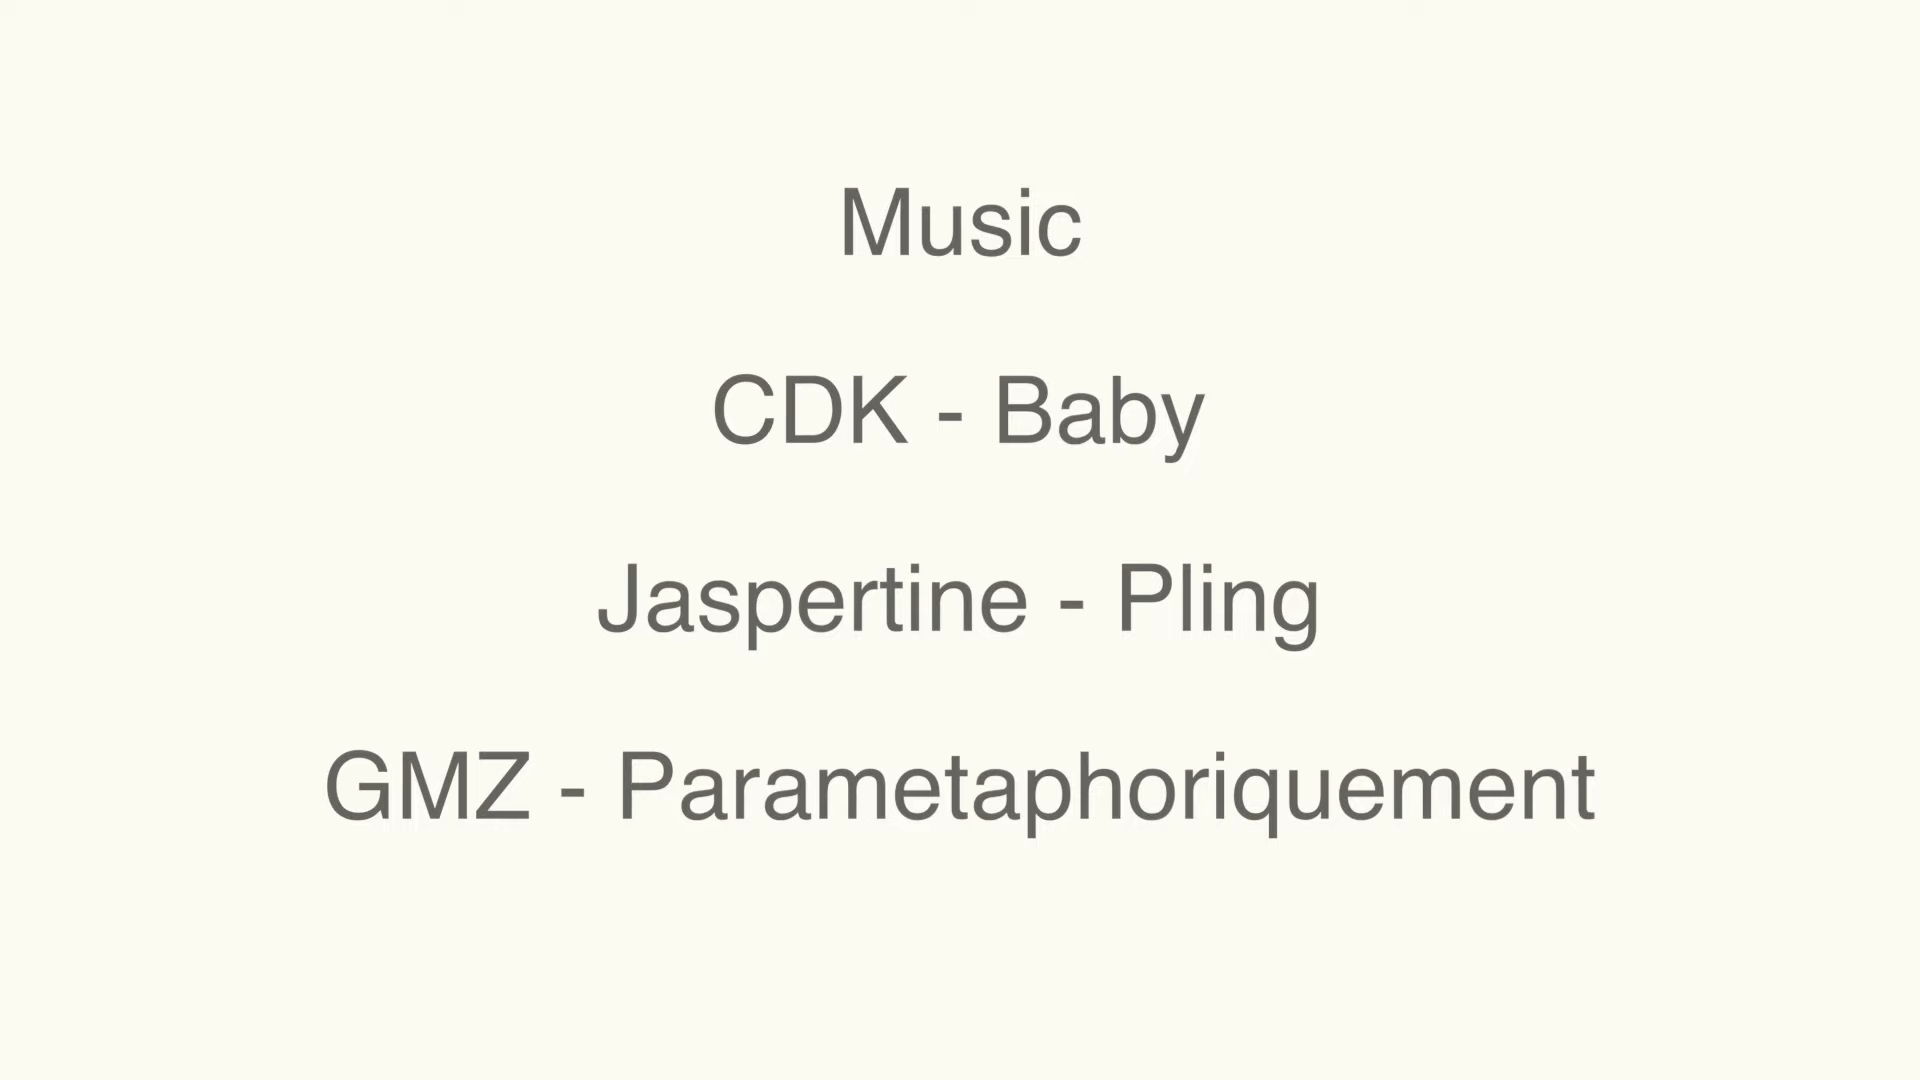 Music
CDK - Baby
Jaspertine - Pling
GMZ - Parametaphoriquement